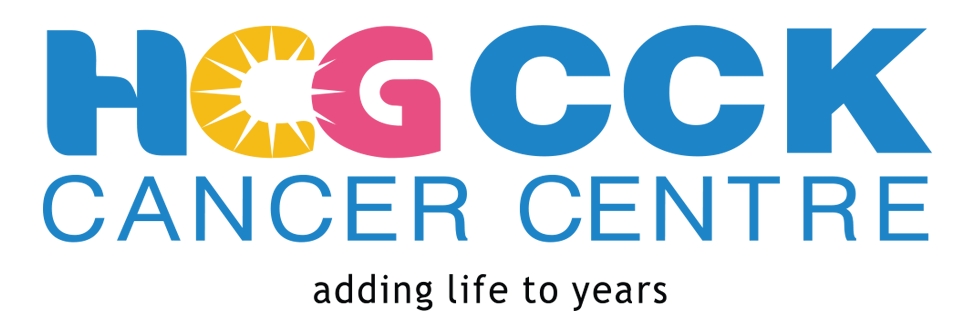 HCG CCK
CANCER CENTRE
adding life to years